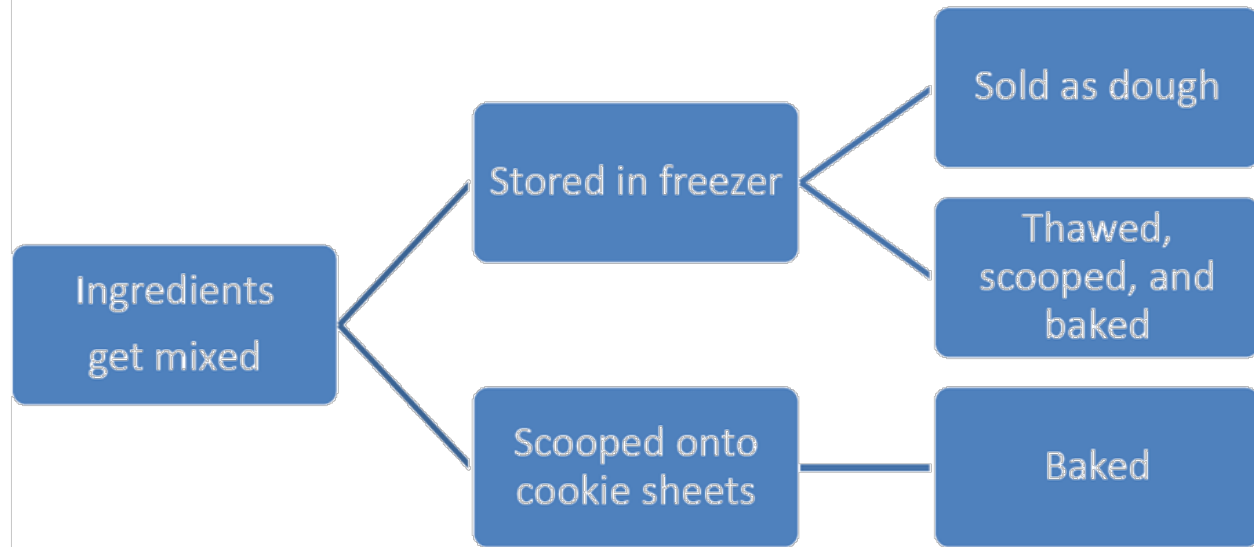 Ingredients
get mixed
Stored in freezer
Scooped onto
cookie sheets
Sold as dough
Thawed,
scooped, and
baked
Baked